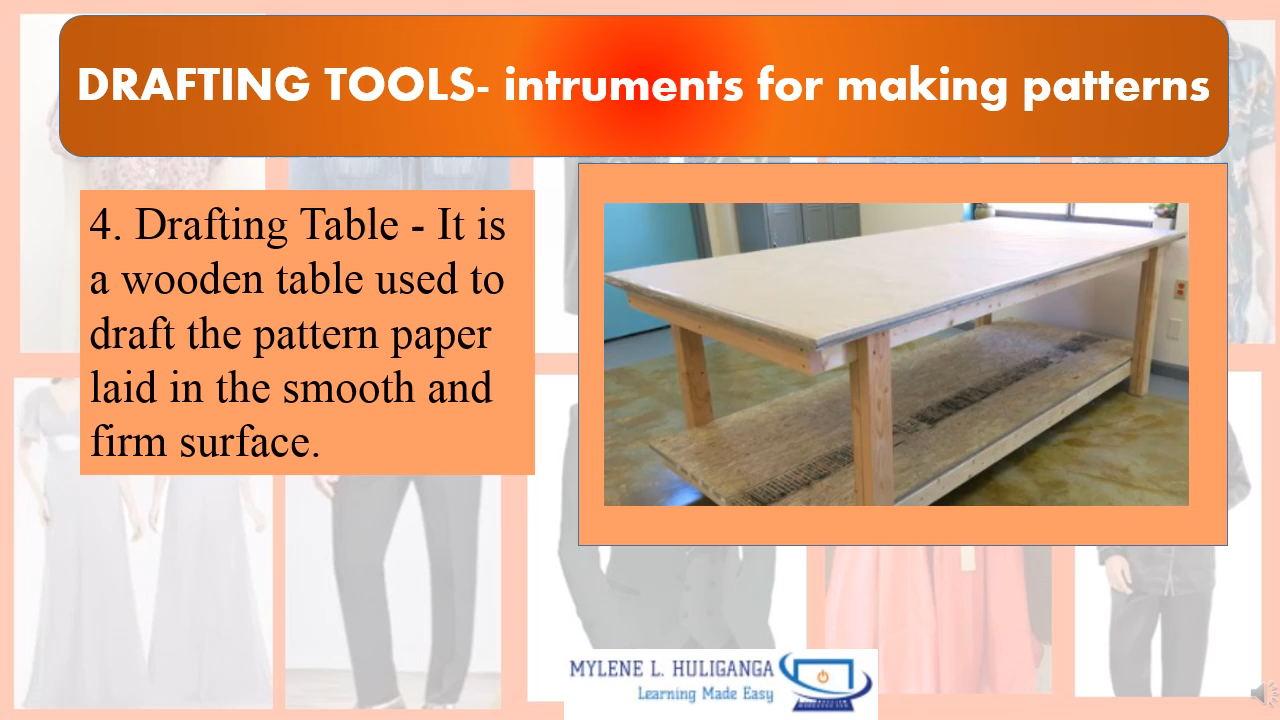 DRAFTING TOOLS- intruments for making patterns
4. Drafting Table - It is
a wooden table used to
draft the pattern paper
laid in the smooth and
firm surface.
MYLENE L. HULIGANGA
Learning Made Easy